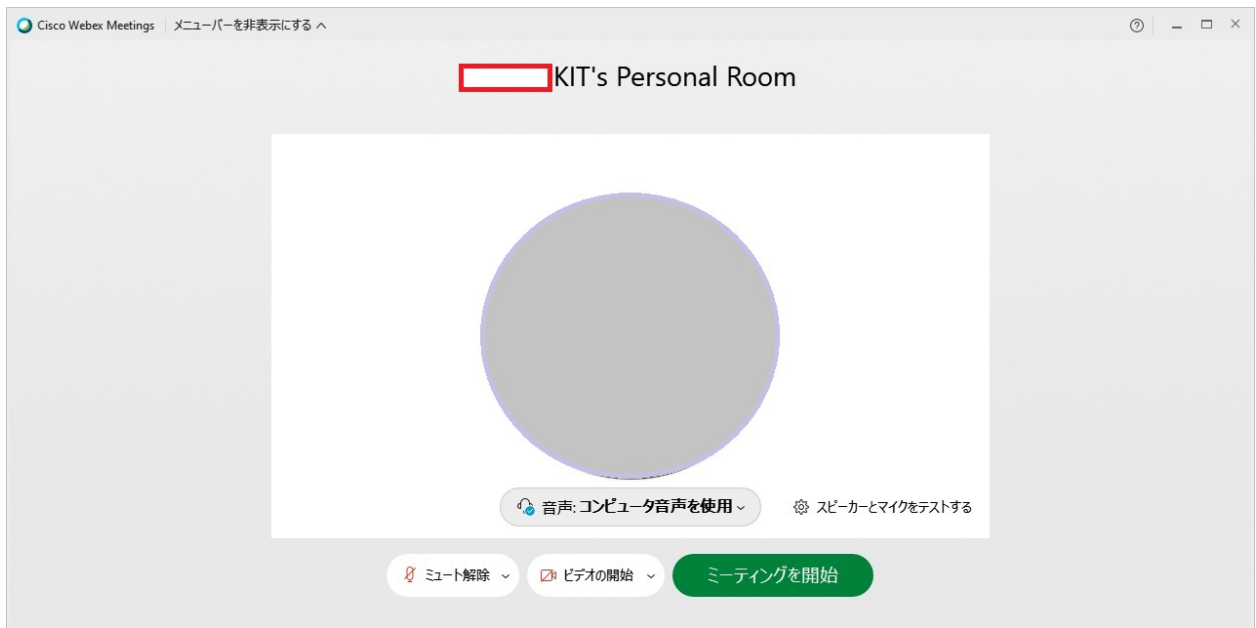 Cisco Webex Meetings メニューバーを非表示にする
KIT's Personal Room
音声: コンピュータ音声を使用 スピーカーとマイクをテストする
ミュート解除 ビデオの開始 ミーティングを開始